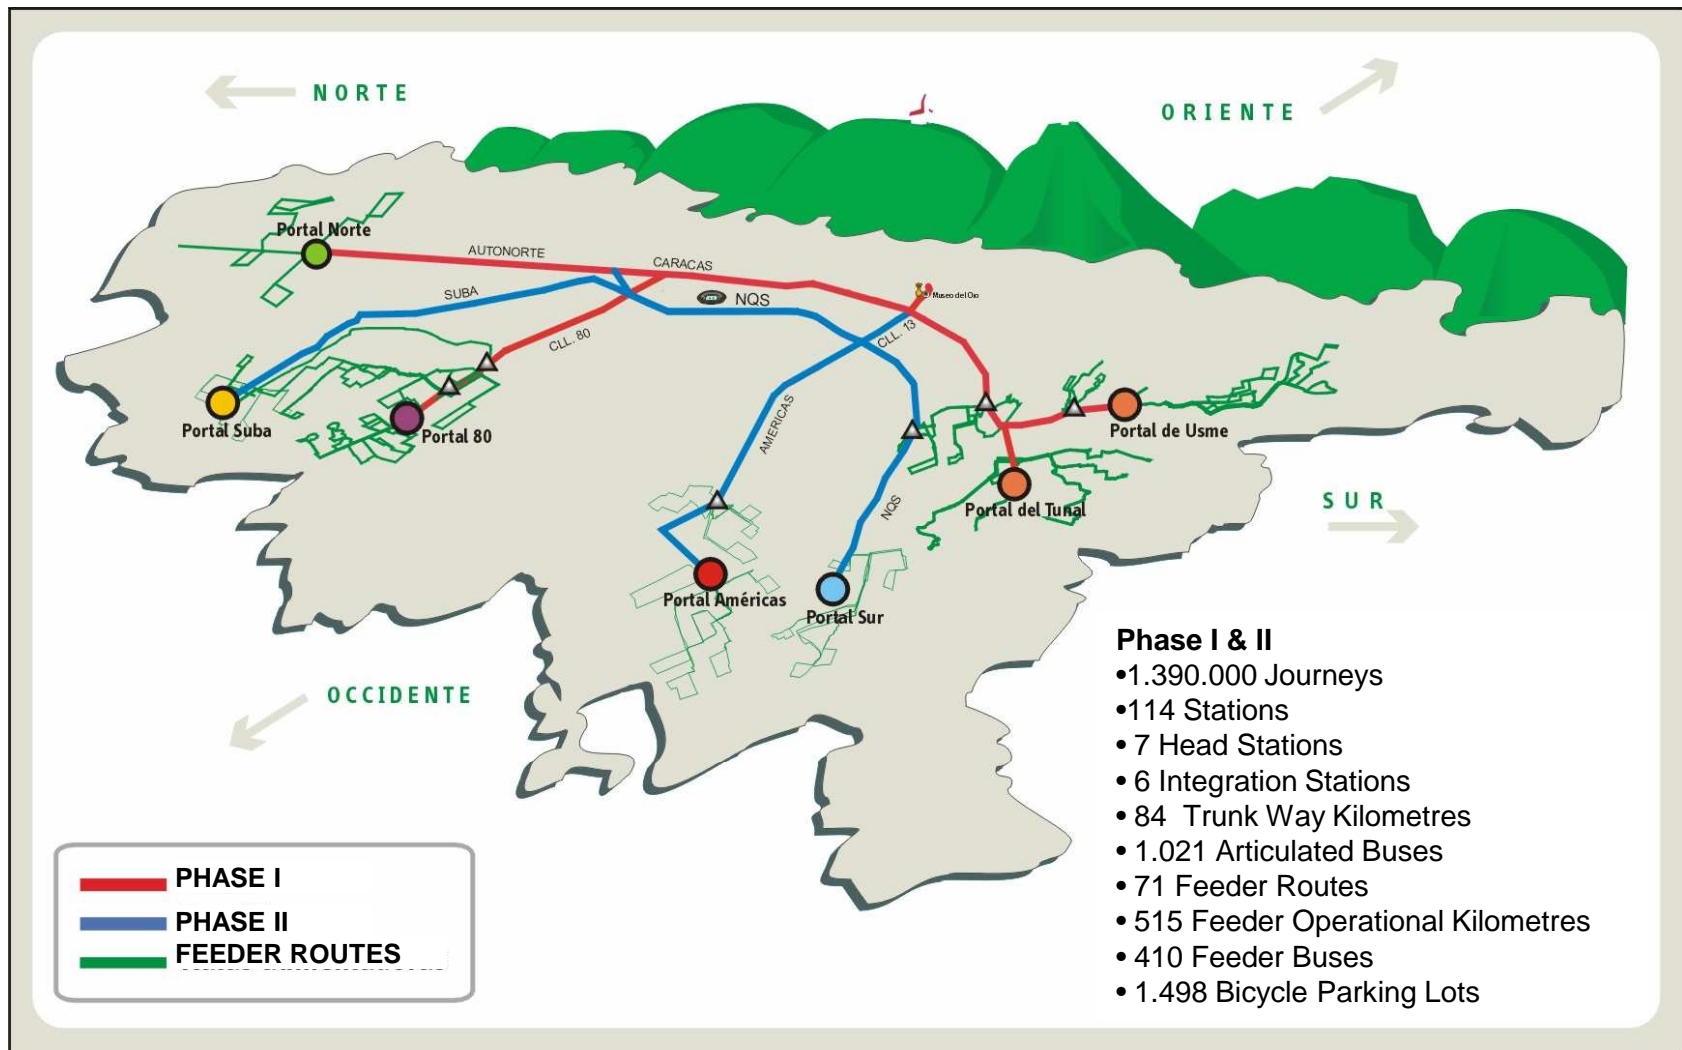 NORTE
ORIENTE
Portal Norte
AUTONORTE
CARACAS
SUBA
NQS
Museo del Oro
CLL. 80
CLL. 13
AMERICAS
Portal Suba
Portal 80
Portal de Usme
NQS
Portal del Tunal
SUR
Portal Américas
Portal Sur
OCCIDENTE
Phase I & II
•1.390.000 Journeys
•114 Stations
• 7 Head Stations
• 6 Integration Stations
• 84 Trunk Way Kilometres
• 1.021 Articulated Buses
• 71 Feeder Routes
• 515 Feeder Operational Kilometres
• 410 Feeder Buses
• 1.498 Bicycle Parking Lots
PHASE I
PHASE II
FEEDER ROUTES